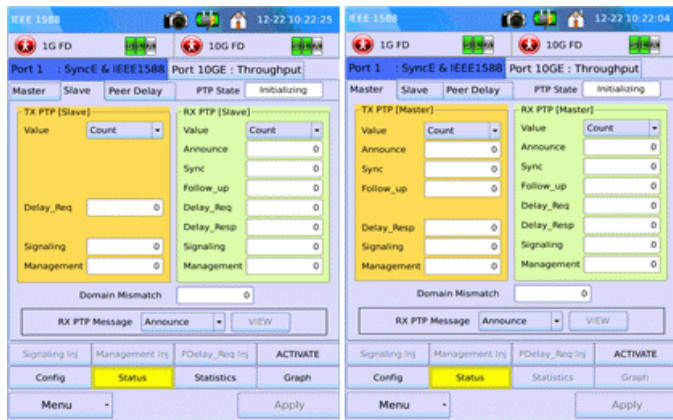 IEEE 1588 12-22 10:22:25
1G FD 10G FD
Port 1 : SyncE & IEEE1588 Port 10GE : Throughput
Master Slave Peer Delay PTP State Initializing
TX PTP [Slave] RX PTP [Slave]
Value Count Value Count
Announce 0
Sync 0
Follow_up 0
Delay_Req 0 Delay_Req 0
Delay_Resp 0
Signaling 0 Signaling 0
Management 0 Management 0
Domain Mismatch 0
RX PTP Message Announce VIEW
Signaling Inj Management Inj PDelay_Req Inj ACTIVATE
Config Status Statistics Graph
Menu Apply
IEEE 1588 12-22 10:22:04
1G FD 10G FD
Port 1 : SyncE & IEEE1588 Port 10GE : Throughput
Master Slave Peer Delay PTP State Initializing
TX PTP [Master] RX PTP [Master]
Value Count Value Count
Announce 0 Announce 0
Sync 0 Sync 0
Follow_up 0 Follow_up 0
Delay_Req 0
Delay_Resp 0 Delay_Resp 0
Signaling 0 Signaling 0
Management 0 Management 0
Domain Mismatch 0
RX PTP Message Announce VIEW
Signaling Inj Management Inj PDelay_Req Inj ACTIVATE
Config Status Statistics Graph
Menu Apply